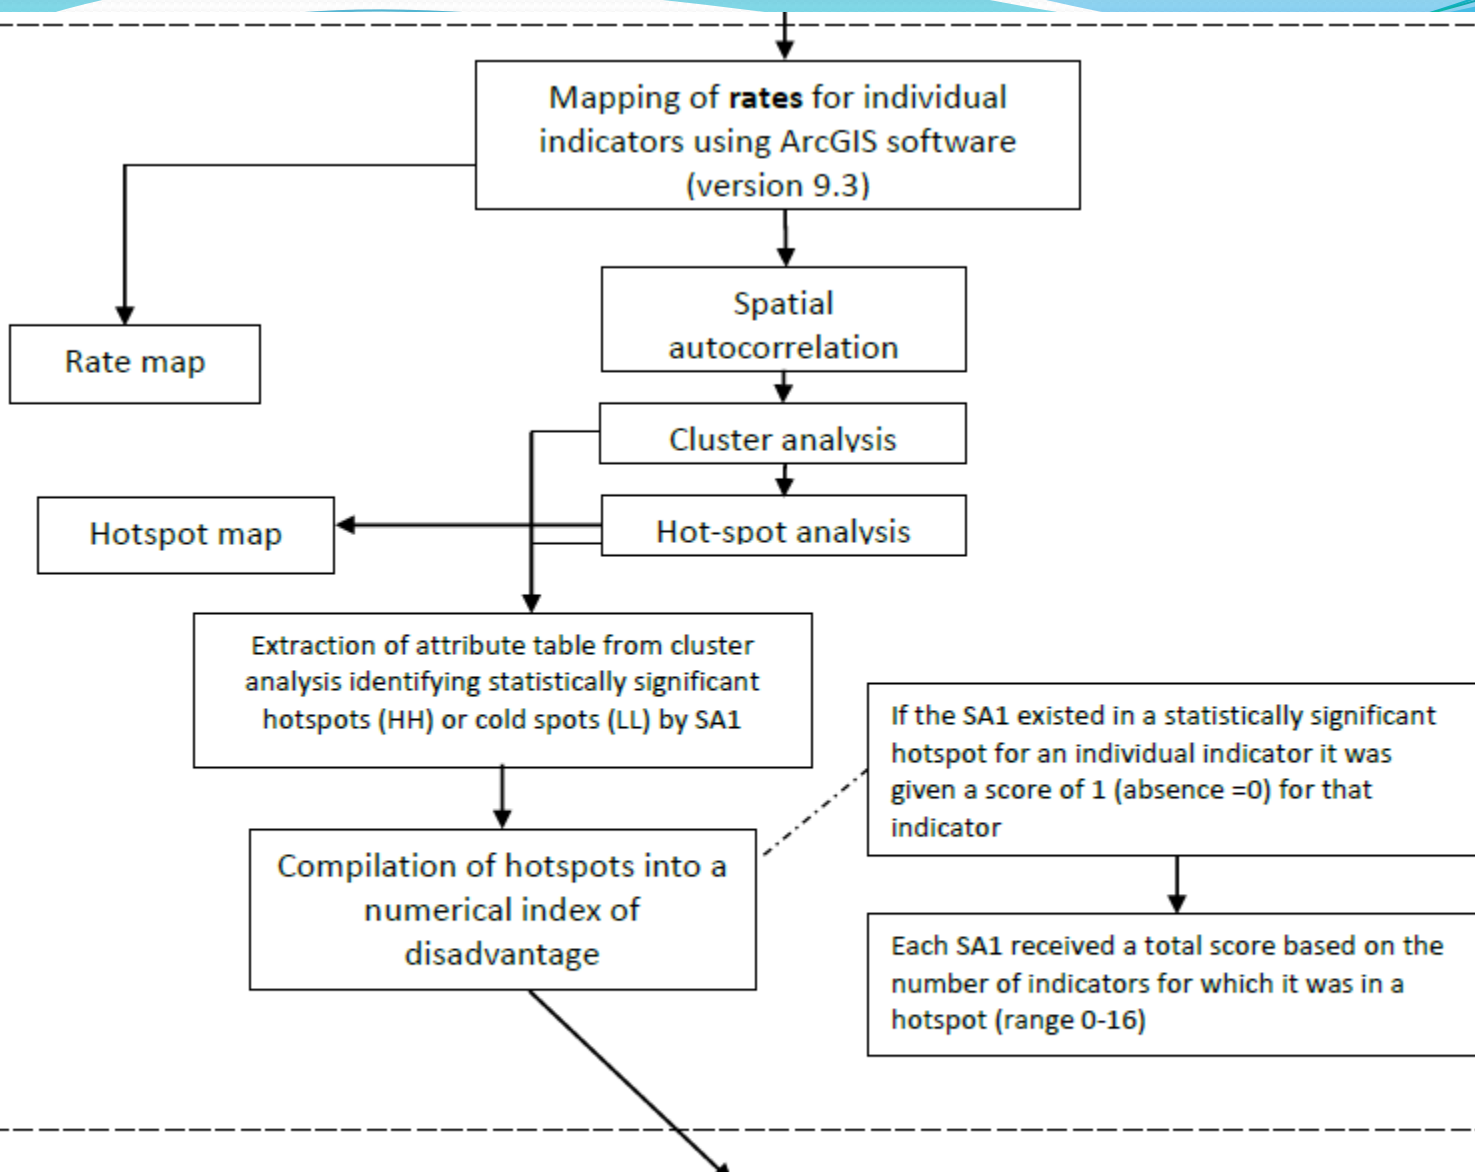 Mapping of rates for individual
indicators using ArcGIS software
(version 9.3)
Spatial
autocorrelation
Rate map
Cluster analysis
Hotspot map
Hot-spot analysis
Extraction of attribute table from cluster
analysis identifying statistically significant
hotspots (HH) or cold spots (LL) by SA1
If the SA1 existed in a statistically significant
hotspot for an individual indicator it was
given a score of 1 (absence =0) for that
indicator
Compilation of hotspots into a
numerical index of
disadvantage
Each SA1 received a total score based on the
number of indicators for which it was in a
hotspot (range 0-16)